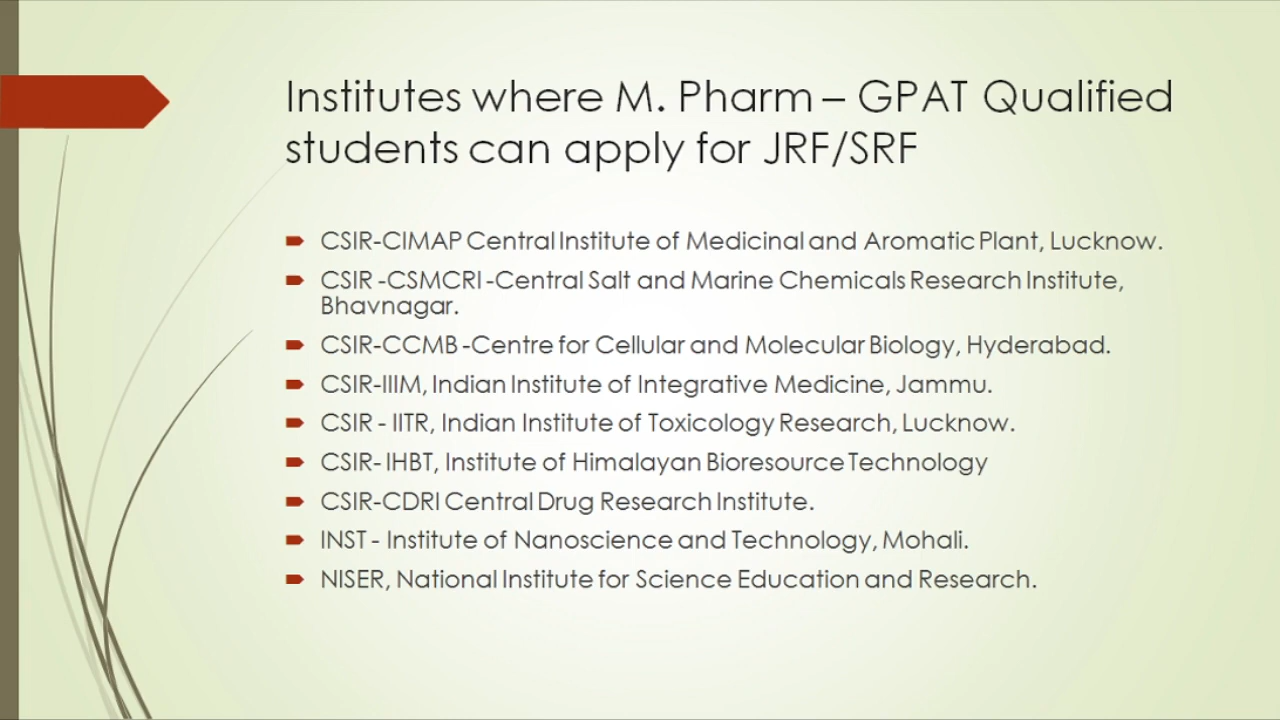 Institutes where M. Pharm – GPAT Qualified
students can apply for JRF/SRF
CSIR-CIMAP Central Institute of Medicinal and Aromatic Plant, Lucknow.
CSIR -CSMCRI -Central Salt and Marine Chemicals Research Institute,
Bhavnagar.
CSIR-CCMB -Centre for Cellular and Molecular Biology, Hyderabad.
CSIR-IIIM, Indian Institute of Integrative Medicine, Jammu.
CSIR - IITR, Indian Institute of Toxicology Research, Lucknow.
CSIR- IHBT, Institute of Himalayan Bioresource Technology
CSIR-CDRI Central Drug Research Institute.
INST - Institute of Nanoscience and Technology, Mohali.
NISER, National Institute for Science Education and Research.